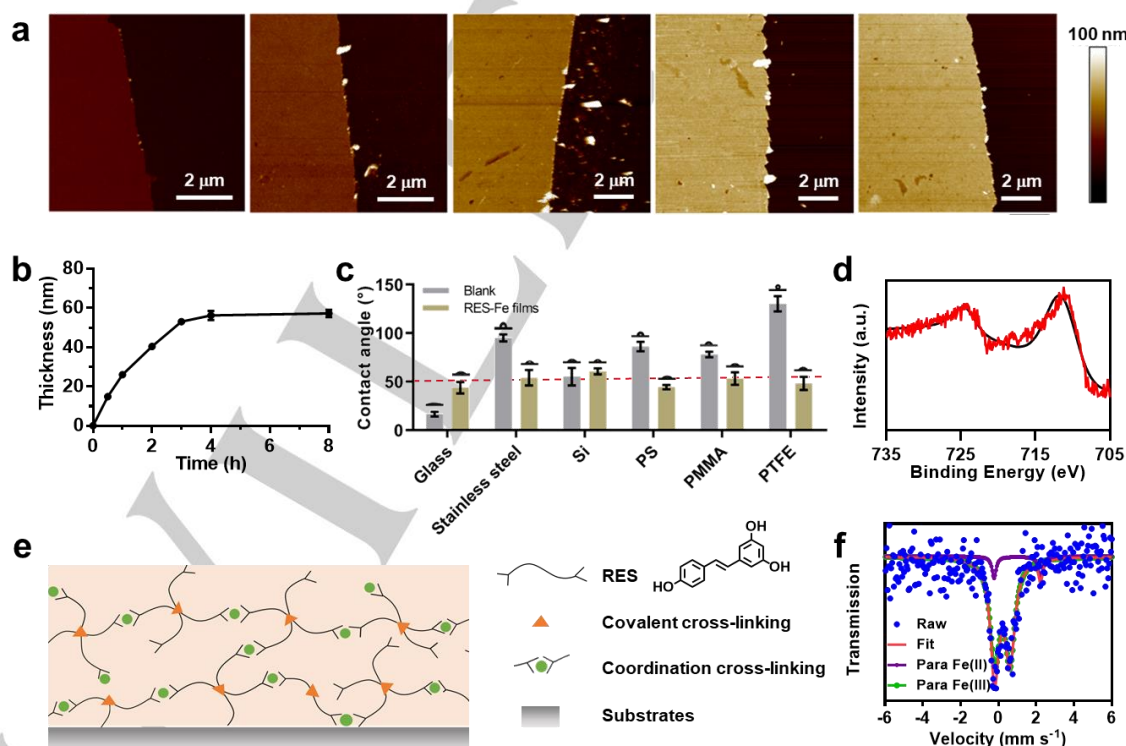 a
100 nm
2 μm
2 μm
2 μm
2 μm
2 μm
b
80
60
40
20
0
Thickness (nm)
0
2
4
6
8
Time (h)
c
150
100
50
0
Contact angle (°)
Blank
RES-Fe films
Glass
Stainless steel
Si
PS
PMMA
PTFE
d
Intensity (a.u.)
735
725
715
705
Binding Energy (eV)
e
RES
HO
OH
OH
Covalent cross-linking
Coordination cross-linking
Substrates
f
Transmission
Raw
Fit
Para Fe(II)
Para Fe(III)
-6
-4
-2
0
2
4
6
Velocity (mm s⁻¹)